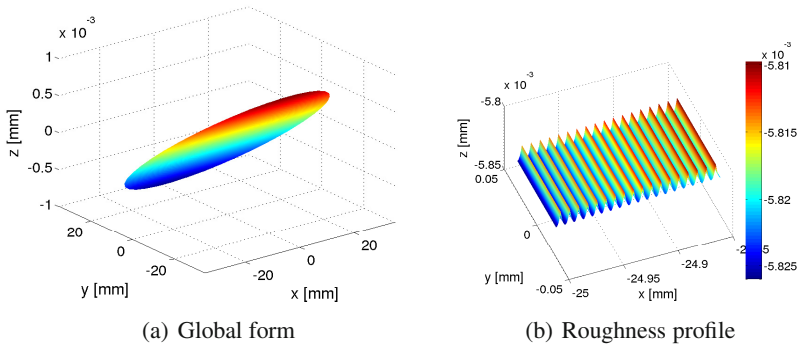 x 10⁻³
1
0.5
0
-0.5
-1
z [mm]
20
0
-20
y [mm]
-20
0
20
x [mm]
(a) Global form
x 10⁻³
-5.8
-5.85
z [mm]
0.05
0
-0.05
y [mm]
-25
-24.95
-24.9
x [mm]
x 10⁻³
-5.81
-5.815
-5.82
-5.825
(b) Roughness profile